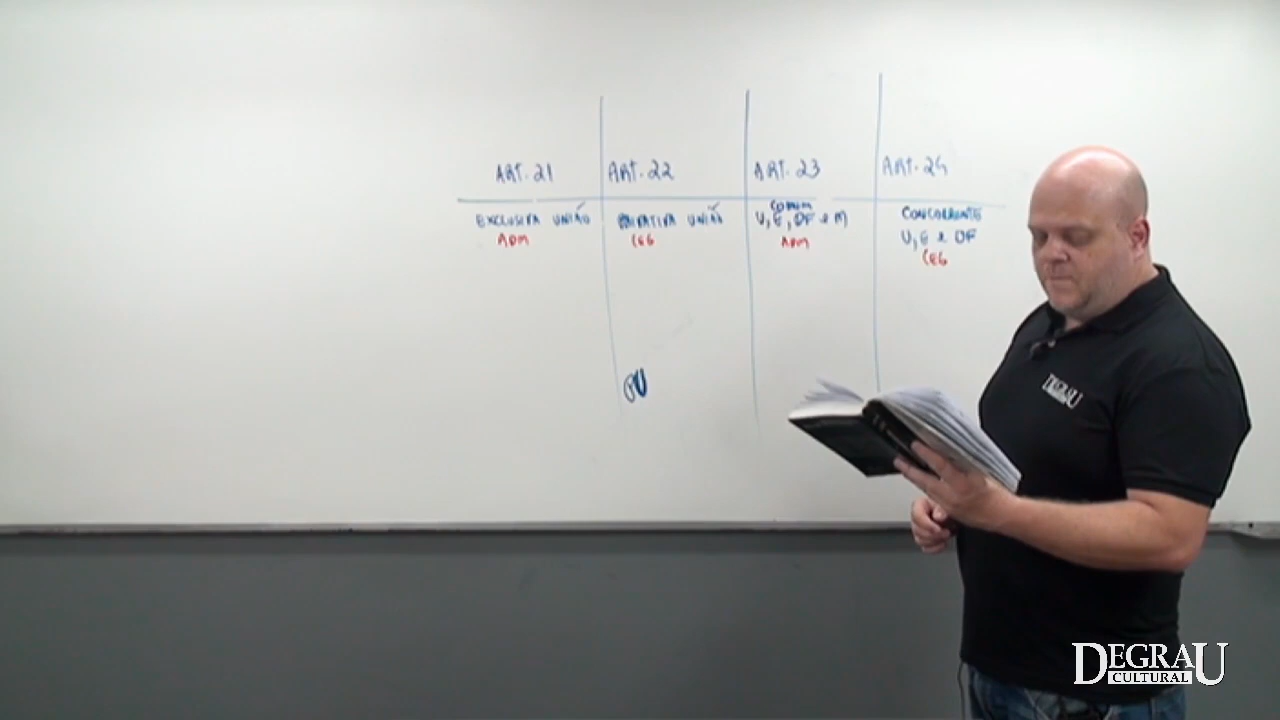 ART. 21
ART. 22
ART. 23
ART. 24
EXCLUSIVA UNIÃO
ADM
PRIVATIVA UNIÃO
LEG
COMUM
U, E, DF e M
ADM
CONCORRENTE
U, E e DF
LEG
PU
DEGRAU
DEGRAU
CULTURAL